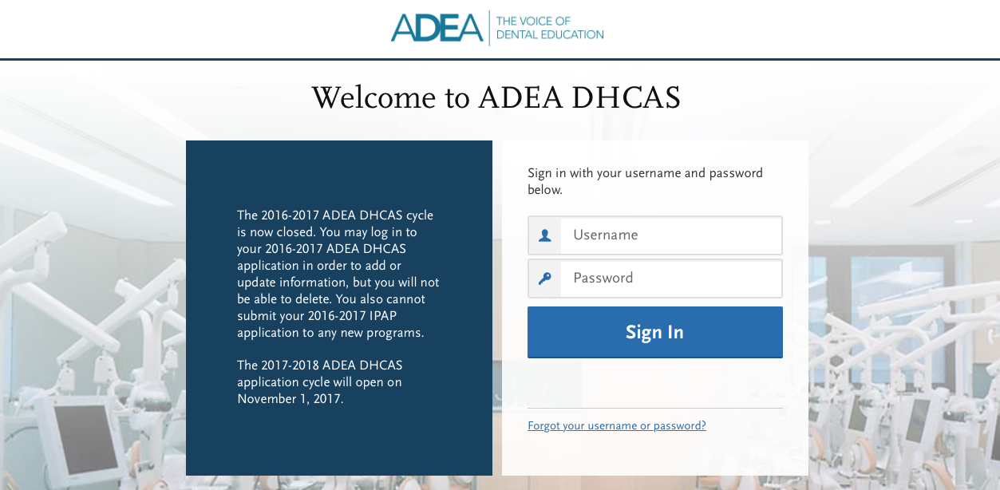 ADEA
THE VOICE OF
DENTAL EDUCATION
Welcome to ADEA DHCAS
The 2016-2017 ADEA DHCAS cycle
is now closed. You may log in to
your 2016-2017 ADEA DHCAS
application in order to add or
update information, but you will not
be able to delete. You also cannot
submit your 2016-2017 IPAP
application to any new programs.
The 2017-2018 ADEA DHCAS
application cycle will open on
November 1, 2017.
Sign in with your username and password
below.
Username
Password
Sign In
Forgot your username or password?